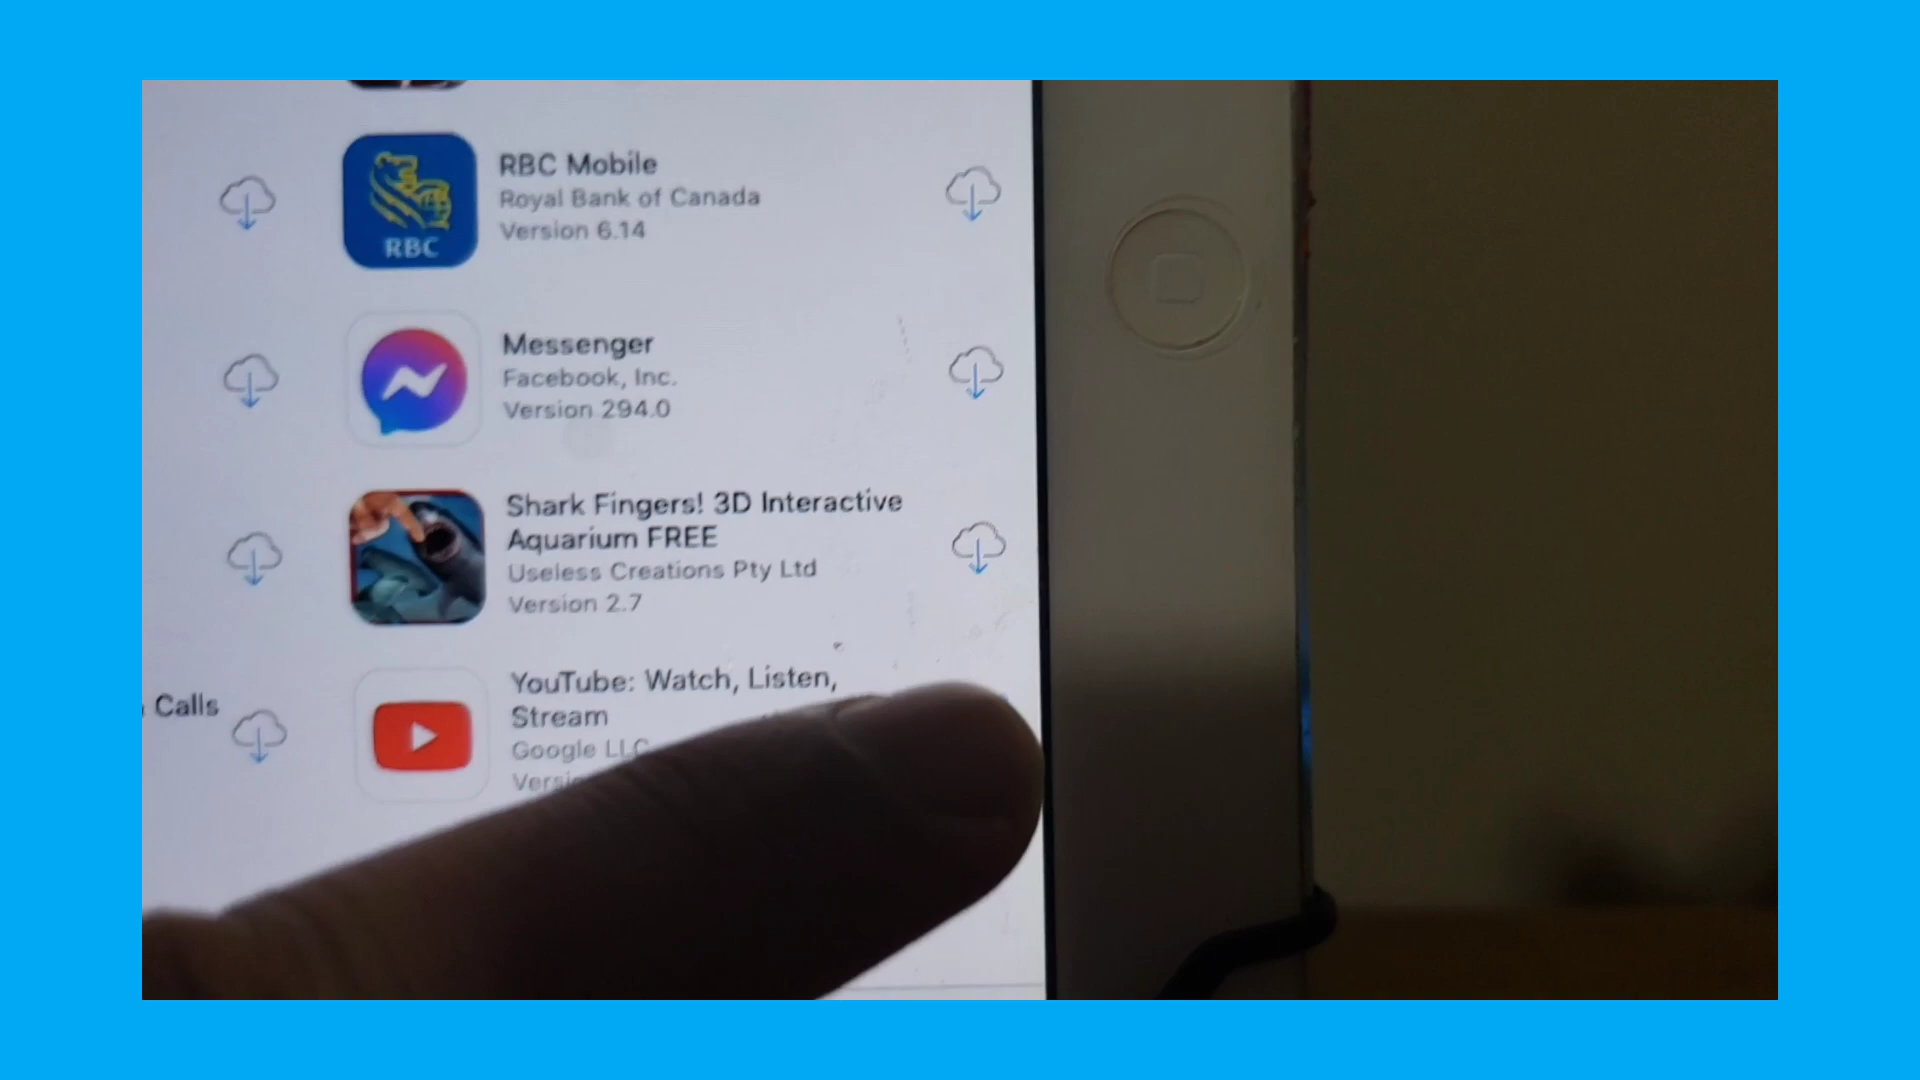 RBC
RBC Mobile
Royal Bank of Canada
Version 6.14
Messenger
Facebook, Inc.
Version 294.0
Shark Fingers! 3D Interactive
Aquarium FREE
Useless Creations Pty Ltd
Version 2.7
Calls
YouTube: Watch, Listen,
Stream
Google LLC